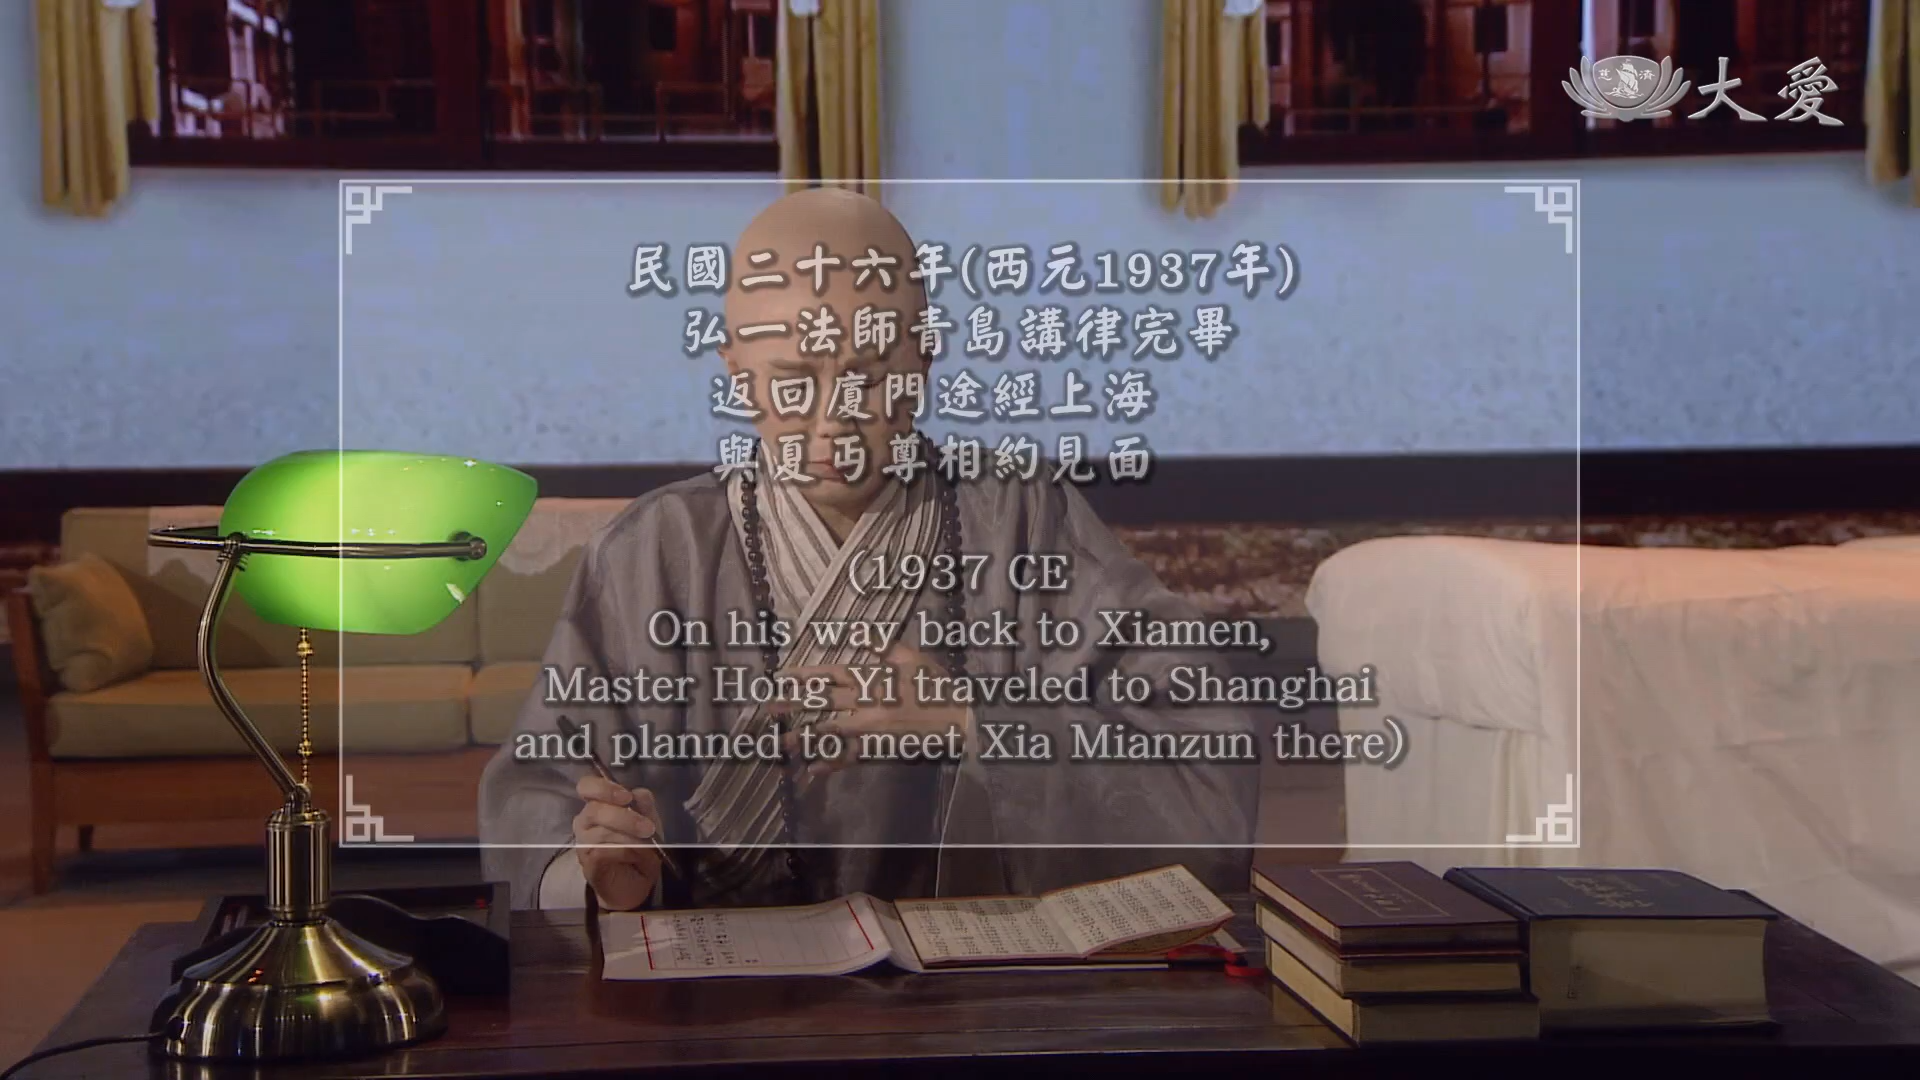 慈濟
大愛
民國二十六年(西元1937年)
弘一法師青島講律完畢
返回廈門途經上海
與夏丏尊相約見面
(1937 CE
On his way back to Xiamen,
Master Hong Yi traveled to Shanghai
and planned to meet Xia Mianzun there)